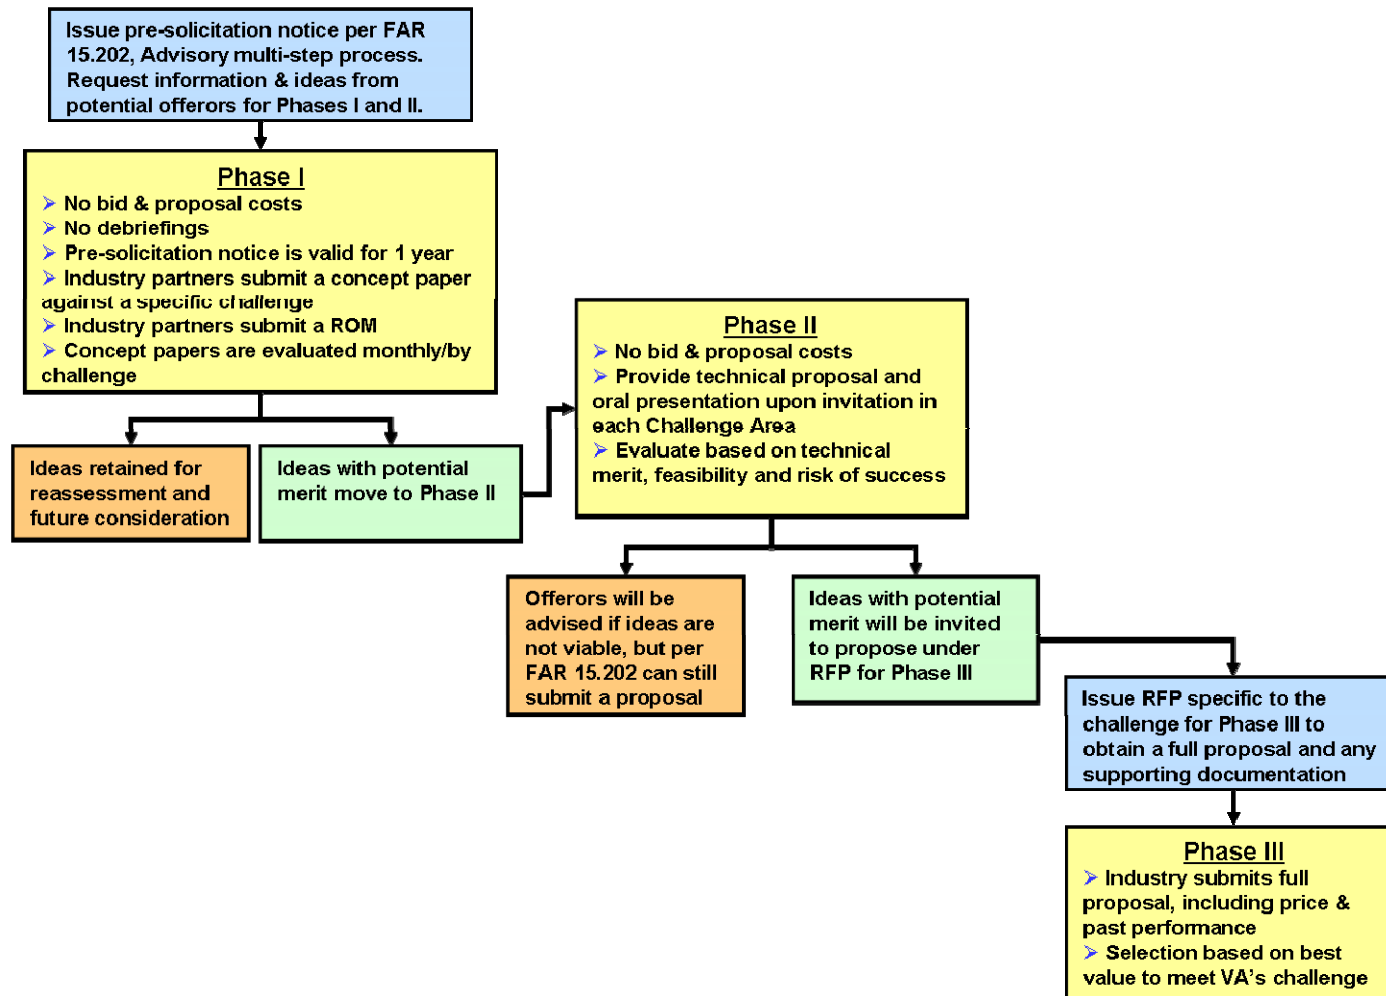 Issue pre-solicitation notice per FAR
15.202, Advisory multi-step process.
Request information & ideas from
potential offerors for Phases I and II.
Phase I
➢ No bid & proposal costs
➢ No debriefings
➢ Pre-solicitation notice is valid for 1 year
➢ Industry partners submit a concept paper
against a specific challenge
➢ Industry partners submit a ROM
➢ Concept papers are evaluated monthly/by
challenge
Ideas retained for
reassessment and
future consideration
Ideas with potential
merit move to Phase II
Phase II
➢ No bid & proposal costs
➢ Provide technical proposal and
oral presentation upon invitation in
each Challenge Area
➢ Evaluate based on technical
merit, feasibility and risk of success
Offerors will be
advised if ideas are
not viable, but per
FAR 15.202 can still
submit a proposal
Ideas with potential
merit will be invited
to propose under
RFP for Phase III
Issue RFP specific to the
challenge for Phase III to
obtain a full proposal and any
supporting documentation
Phase III
➢ Industry submits full
proposal, including price &
past performance
➢ Selection based on best
value to meet VA's challenge